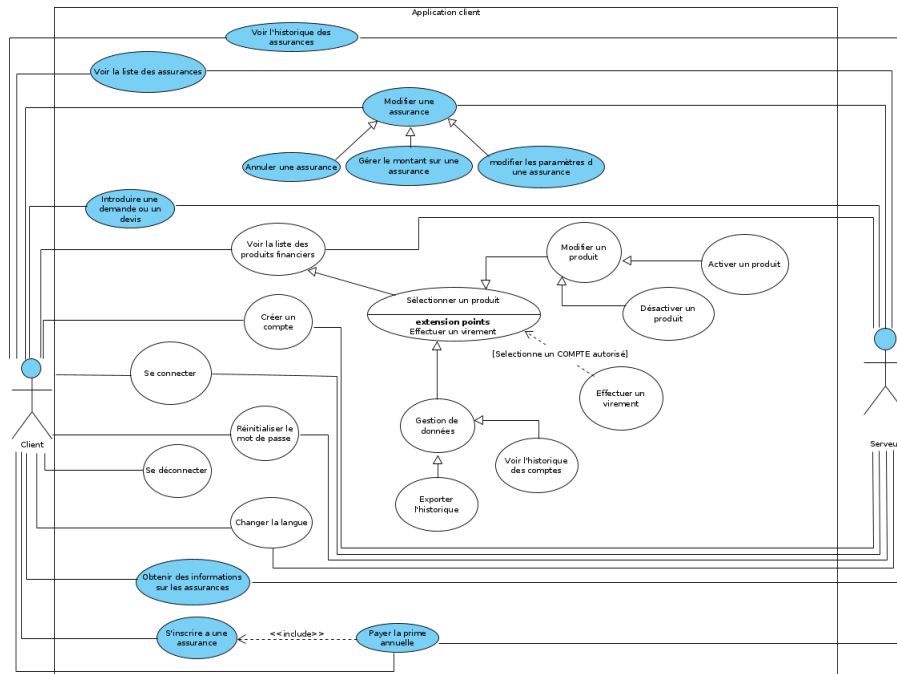 Application client
Voir l'historique des
assurances
Voir la liste des assurances
Modifier une
assurance
Annuler une assurance
Gérer le montant sur une
assurance
modifier les paramètres d
une assurance
Introduire une
demande ou un
devis
Voir la liste des
produits financiers
Modifier un
produit
Activer un produit
Sélectionner un produit
extension points
Effectuer un virement
Désactiver un
produit
Créer un
compte
[Selectionne un COMPTE autorisé]
Se connecter
Effectuer un
virement
Client
Serveu
Réinitialiser le
mot de passe
Gestion de
données
Se déconnecter
Voir l'historique
des comptes
Exporter
l'historique
Changer la langue
Obtenir des informations
sur les assurances
S'inscrire a une
assurance
<<include>>
Payer la prime
annuelle